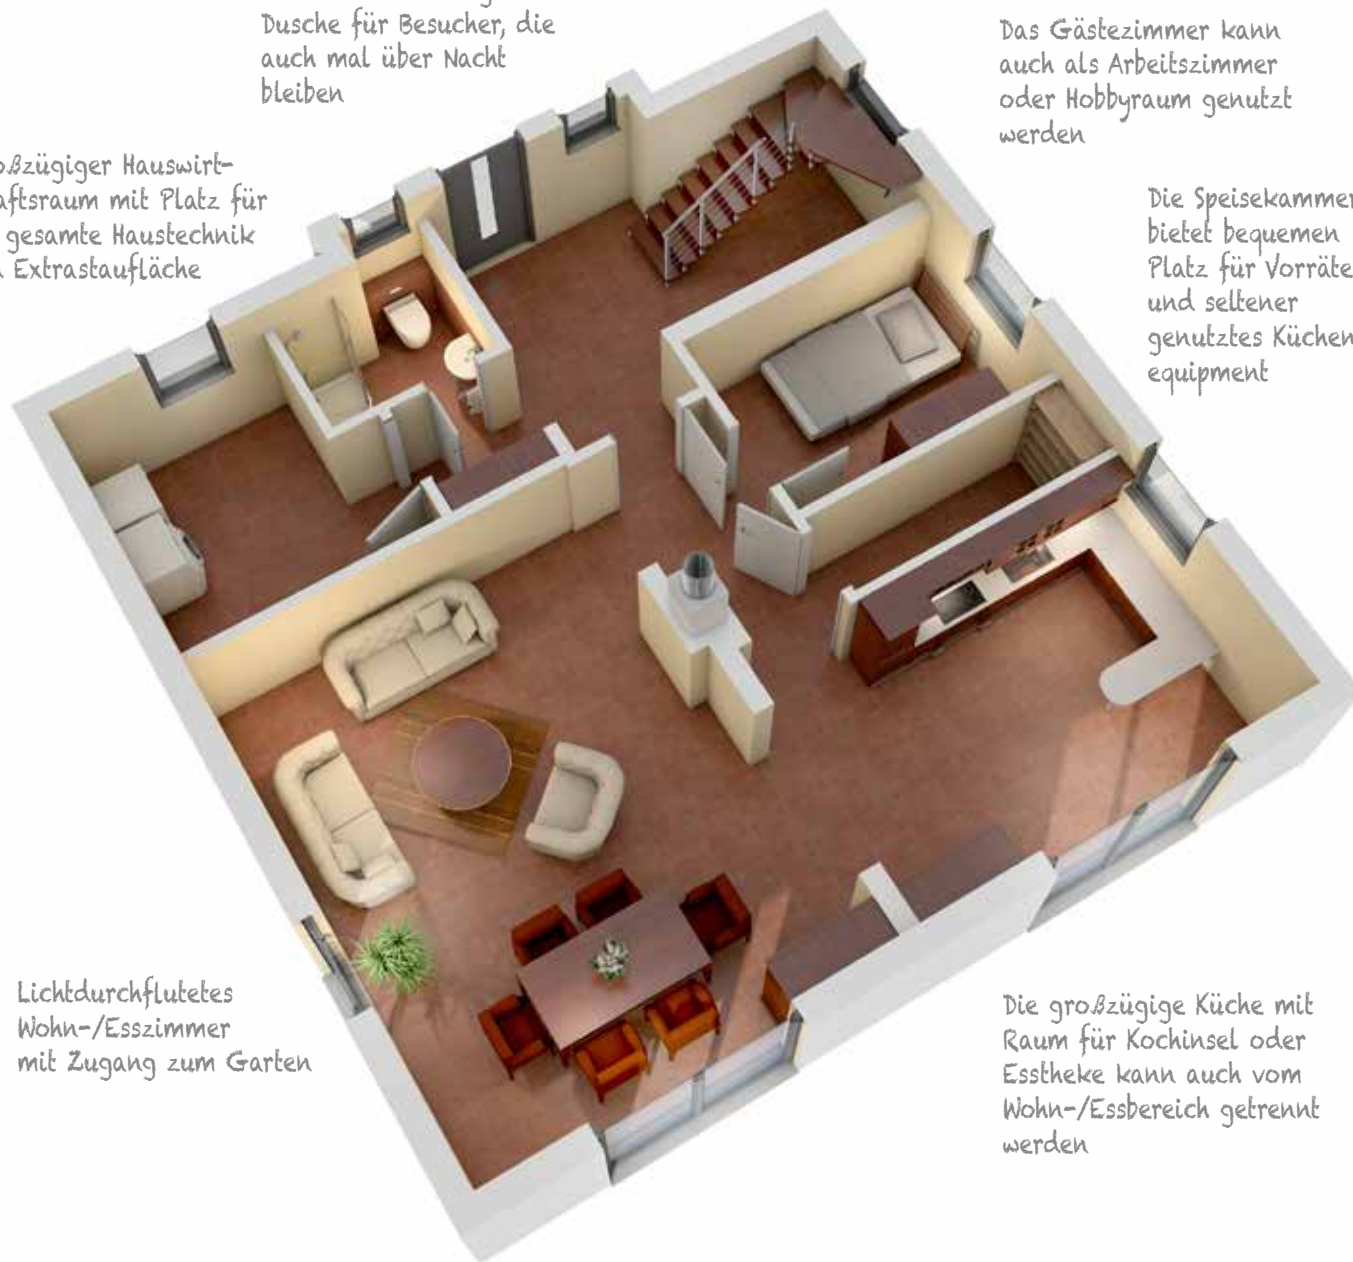 Dusche für Besucher, die
auch mal über Nacht
bleiben
Das Gästezimmer kann
auch als Arbeitszimmer
oder Hobbyraum genutzt
werden
ßzügiger Hauswirt-
aftsraum mit Platz für
gesamte Haustechnik
Extrastaufläche
Die Speisekammer
bietet bequemen
Platz für Vorräte
und seltener
genutztes Küchen
equipment
Lichtdurchflutetes
Wohn-/Esszimmer
mit Zugang zum Garten
Die großzügige Küche mit
Raum für Kochinsel oder
Esstheke kann auch vom
Wohn-/Essbereich getrennt
werden